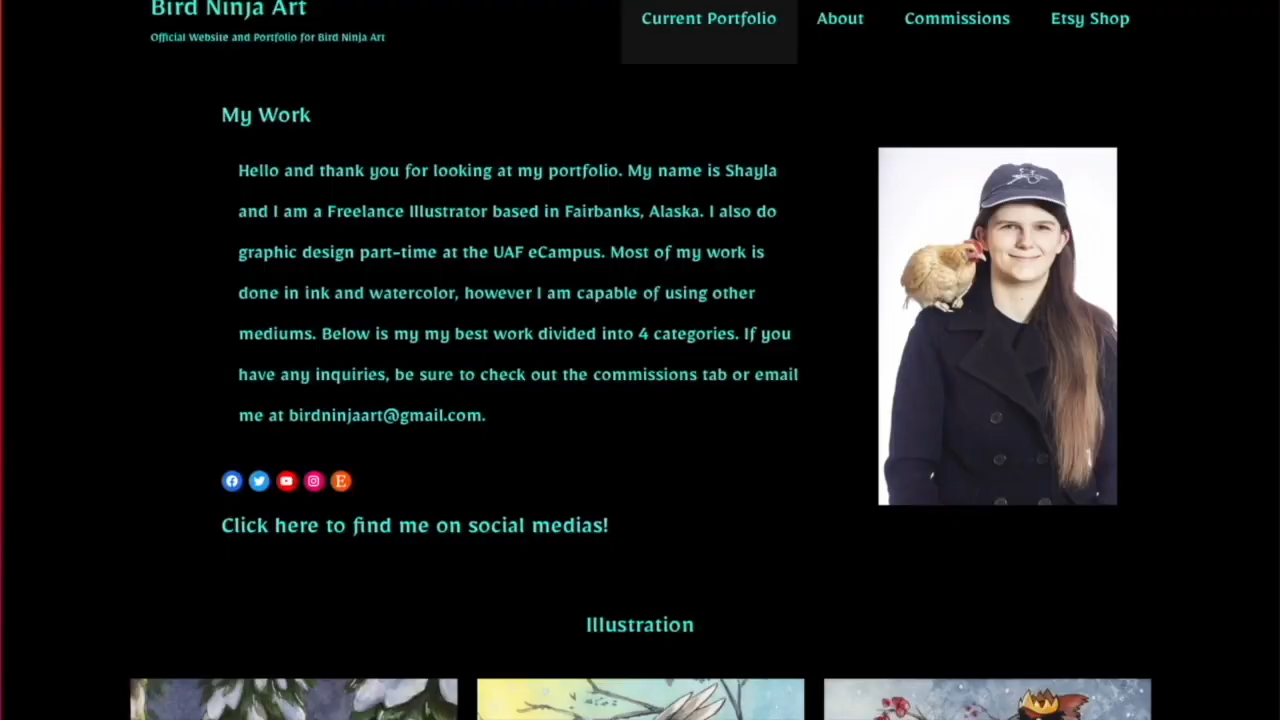 Bird Ninja Art
Official Website and Portfolio for Bird Ninja Art
Current Portfolio
About
Commissions
Etsy Shop
My Work
Hello and thank you for looking at my portfolio. My name is Shayla
and I am a Freelance Illustrator based in Fairbanks, Alaska. I also do
graphic design part-time at the UAF eCampus. Most of my work is
done in ink and watercolor, however I am capable of using other
mediums. Below is my my best work divided into 4 categories. If you
have any inquiries, be sure to check out the commissions tab or email
me at birdninjaart@gmail.com.
Click here to find me on social medias!
Illustration